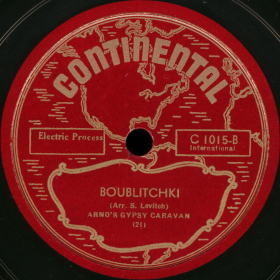 CONTINENTAL
Electric Process
C 1015-B
International
BOUBLITCHKI
(Arr. S. Levitch)
ARNO'S GYPSY CARAVAN
(21)